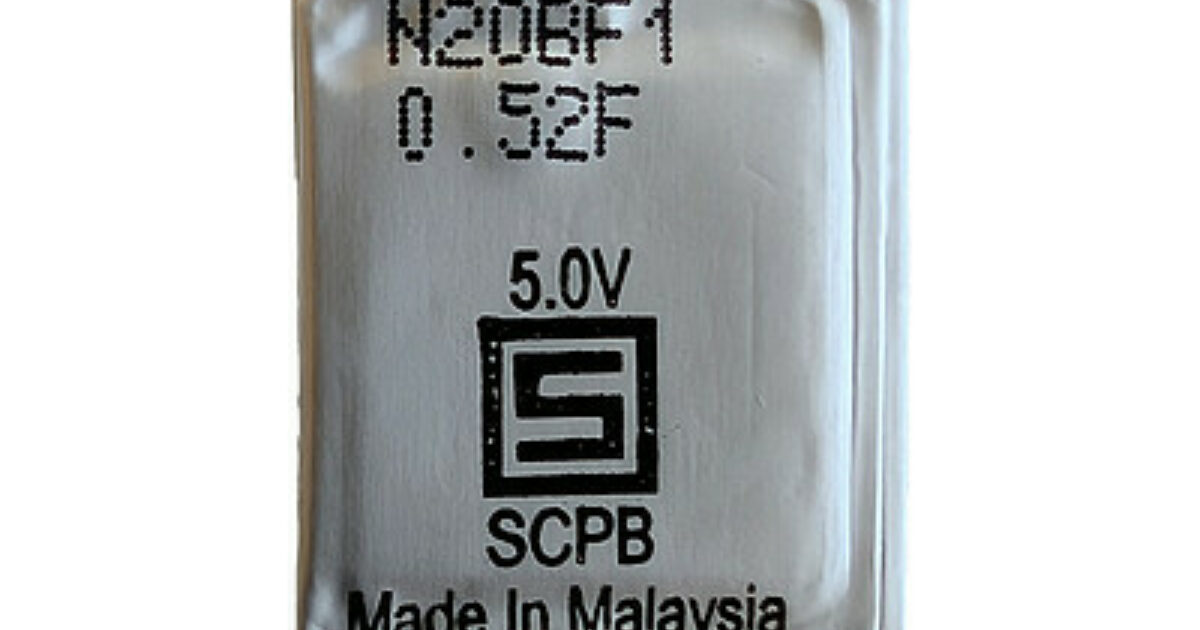 N20BF1
0.52F
5.0V
S
SCPB
Made In Malaysia